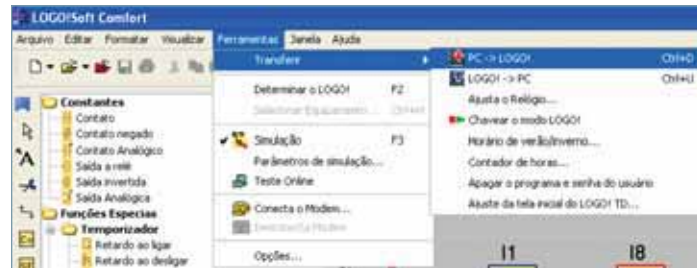 LOGO!Soft Comfort
Arquivo Editar Formatar Visualizar Ferramentas Janela Ajuda
Transferir
PC -> LOGO! Ctrl+D
LOGO! -> PC Ctrl+U
Ajusta o Relógio...
Chavear o modo LOGO!
Horário de verão/inverno...
Contador de horas...
Apagar o programa e senha do usuário
Ajuste da tela inicial do LOGO! TD...
Determinar o LOGO! F2
Selecionar Equipamento...
Simulação F3
Parâmetros de simulação...
Teste Online
Conecta o Modem...
Desconecta Modem
Opções...
Constantes
Contato
Contato negado
Contato Analógico
Saída a relé
Saída invertida
Saída Analógica
Funções Especiais
Temporizador
Retardo ao ligar
Retardo ao desligar
I1 I8